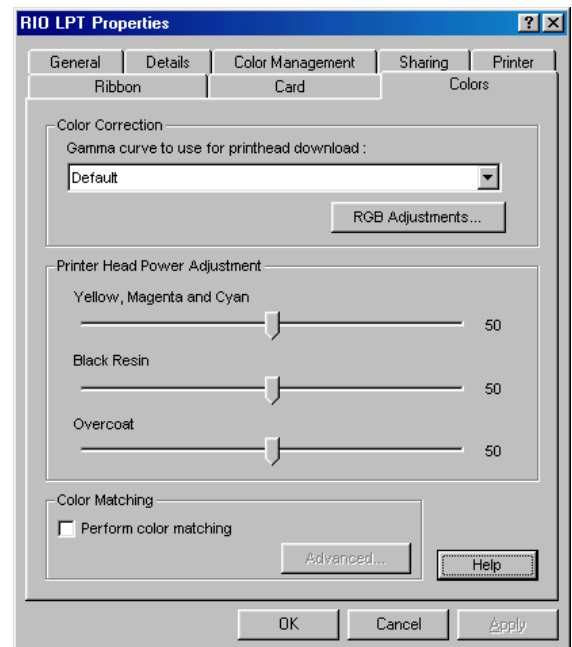 RIO LPT Properties
General Details Color Management Sharing Printer
Ribbon Card Colors
Color Correction
Gamma curve to use for printhead download :
Default
RGB Adjustments...
Printer Head Power Adjustment
Yellow, Magenta and Cyan
50
Black Resin
50
Overcoat
50
Color Matching
Perform color matching
Advanced...
Help
OK Cancel Apply